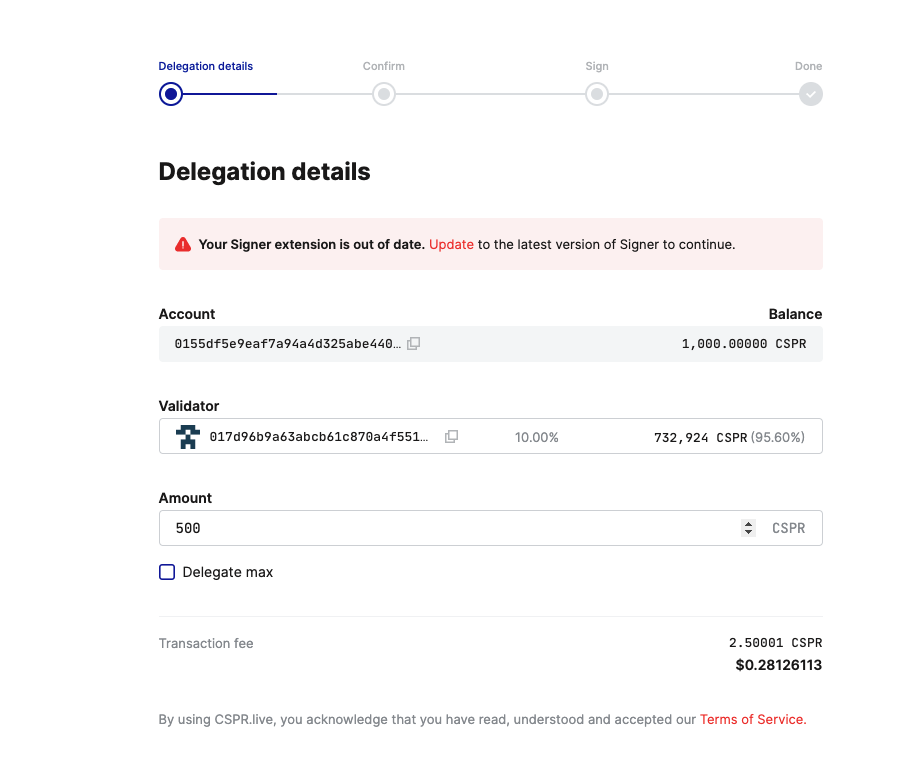 Delegation details Confirm Sign Done
Delegation details
Your Signer extension is out of date. Update to the latest version of Signer to continue.
Account Balance
0155df5e9eaf7a94a4d325abe440… 1,000.00000 CSPR
Validator
017d96b9a63abcb61c870a4f551… 10.00% 732,924 CSPR (95.60%)
Amount
500 CSPR
Delegate max
Transaction fee 2.50001 CSPR
$0.28126113
By using CSPR.live, you acknowledge that you have read, understood and accepted our Terms of Service.